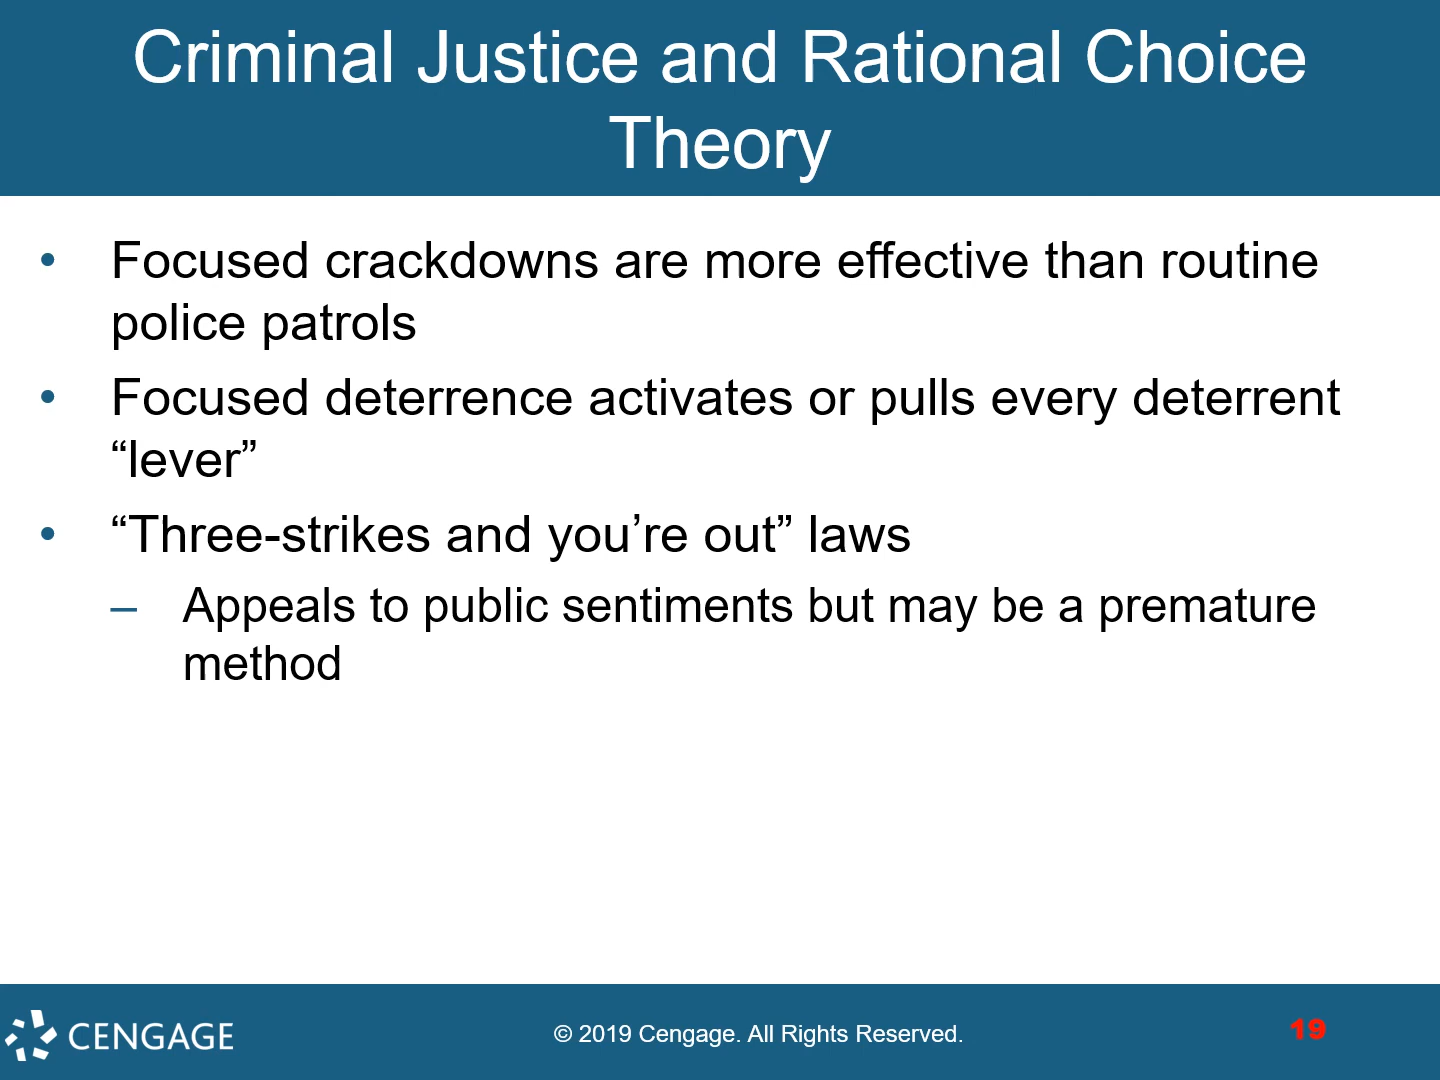 Criminal Justice and Rational Choice
Theory
• Focused crackdowns are more effective than routine
police patrols
• Focused deterrence activates or pulls every deterrent
“lever”
• “Three-strikes and you’re out” laws
– Appeals to public sentiments but may be a premature
method
CENGAGE
© 2019 Cengage. All Rights Reserved.
19